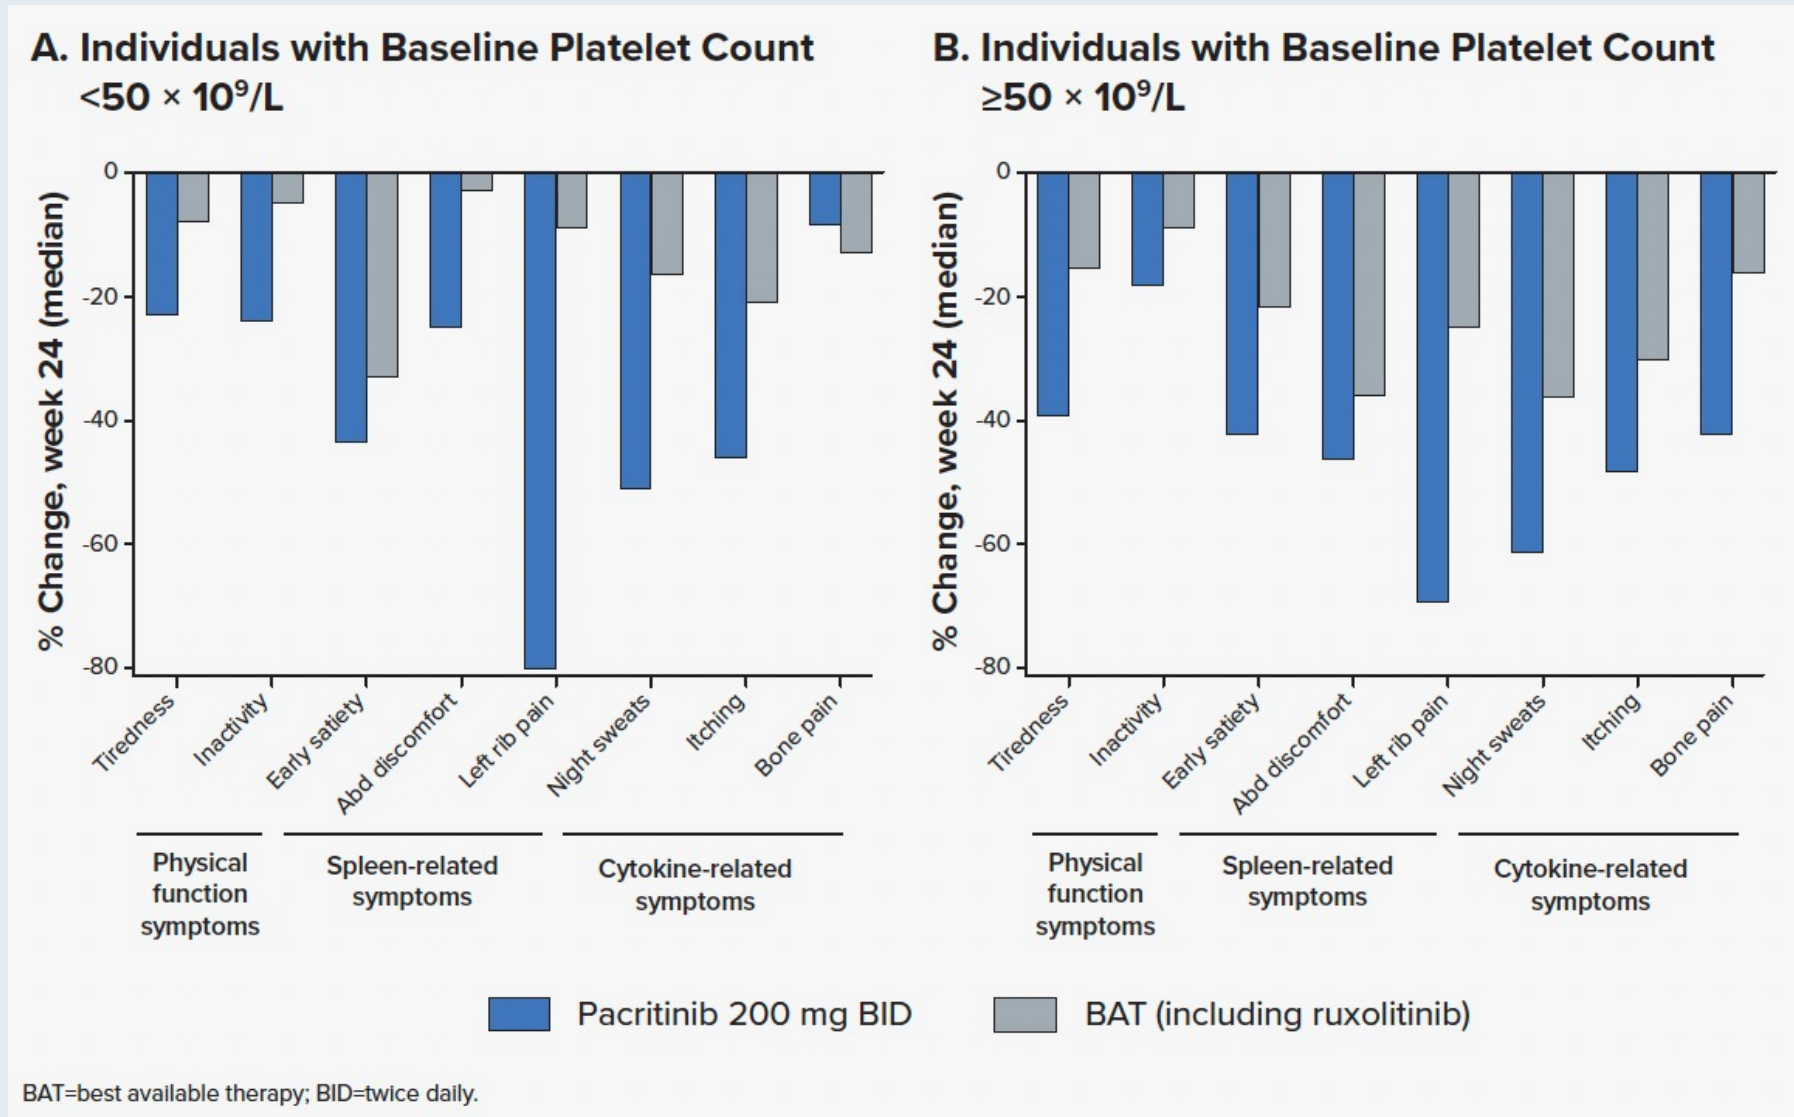 A. Individuals with Baseline Platelet Count
<50 × 10⁹/L
% Change, week 24 (median)
0
-20
-40
-60
-80
Tiredness
Inactivity
Early satiety
Abd discomfort
Left rib pain
Night sweats
Itching
Bone pain
Physical
function
symptoms
Spleen-related
symptoms
Cytokine-related
symptoms
B. Individuals with Baseline Platelet Count
≥50 × 10⁹/L
% Change, week 24 (median)
0
-20
-40
-60
-80
Tiredness
Inactivity
Early satiety
Abd discomfort
Left rib pain
Night sweats
Itching
Bone pain
Physical
function
symptoms
Spleen-related
symptoms
Cytokine-related
symptoms
Pacritinib 200 mg BID
BAT (including ruxolitinib)
BAT=best available therapy; BID=twice daily.